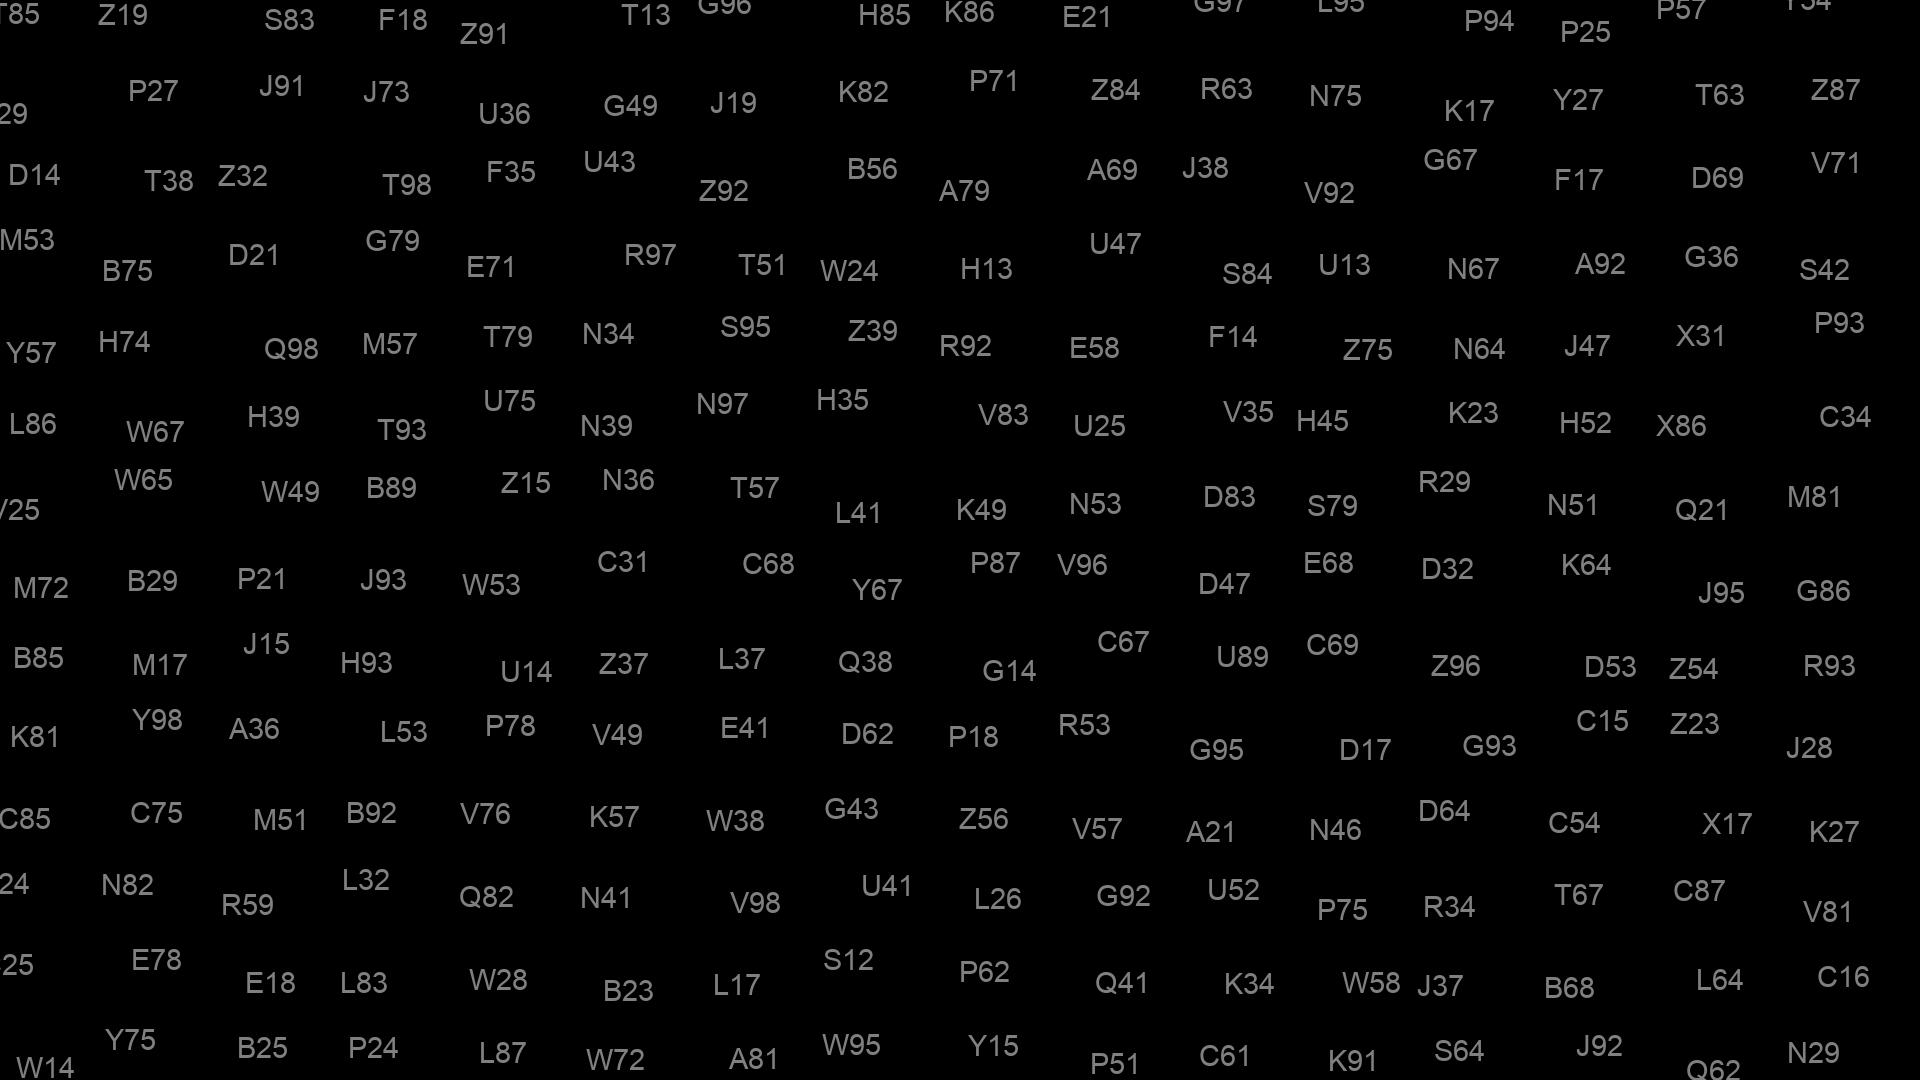 T85 Z19 S83 F18 Z91 T13 G96 H85 K86 E21 G97 L95 P94 P25 P57 Y54
29 P27 J91 J73 U36 G49 J19 K82 P71 Z84 R63 N75 K17 Y27 T63 Z87
D14 T38 Z32 T98 F35 U43 Z92 B56 A79 A69 J38 V92 G67 F17 D69 V71
M53 B75 D21 G79 E71 R97 T51 W24 H13 U47 S84 U13 N67 A92 G36 S42
Y57 H74 Q98 M57 T79 N34 S95 Z39 R92 E58 F14 Z75 N64 J47 X31 P93
L86 W67 H39 T93 U75 N39 N97 H35 V83 U25 V35 H45 K23 H52 X86 C34
V25 W65 W49 B89 Z15 N36 T57 L41 K49 N53 D83 S79 R29 N51 Q21 M81
M72 B29 P21 J93 W53 C31 C68 Y67 P87 V96 D47 E68 D32 K64 J95 G86
B85 M17 J15 H93 U14 Z37 L37 Q38 G14 C67 U89 C69 Z96 D53 Z54 R93
K81 Y98 A36 L53 P78 V49 E41 D62 P18 R53 G95 D17 G93 C15 Z23 J28
C85 C75 M51 B92 V76 K57 W38 G43 Z56 V57 A21 N46 D64 C54 X17 K27
24 N82 R59 L32 Q82 N41 V98 U41 L26 G92 U52 P75 R34 T67 C87 V81
25 E78 E18 L83 W28 B23 L17 S12 P62 Q41 K34 W58 J37 B68 L64 C16
W14 Y75 B25 P24 L87 W72 A81 W95 Y15 P51 C61 K91 S64 J92 Q62 N29